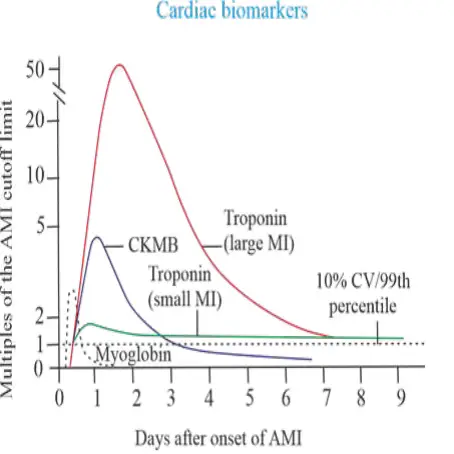 Cardiac biomarkers
Multiples of the AMI cutoff limit
50
20
10
5
2
1
0
Troponin
(large MI)
CKMB
Troponin
(small MI)
10% CV/99th
percentile
Myoglobin
0 1 2 3 4 5 6 7 8 9
Days after onset of AMI